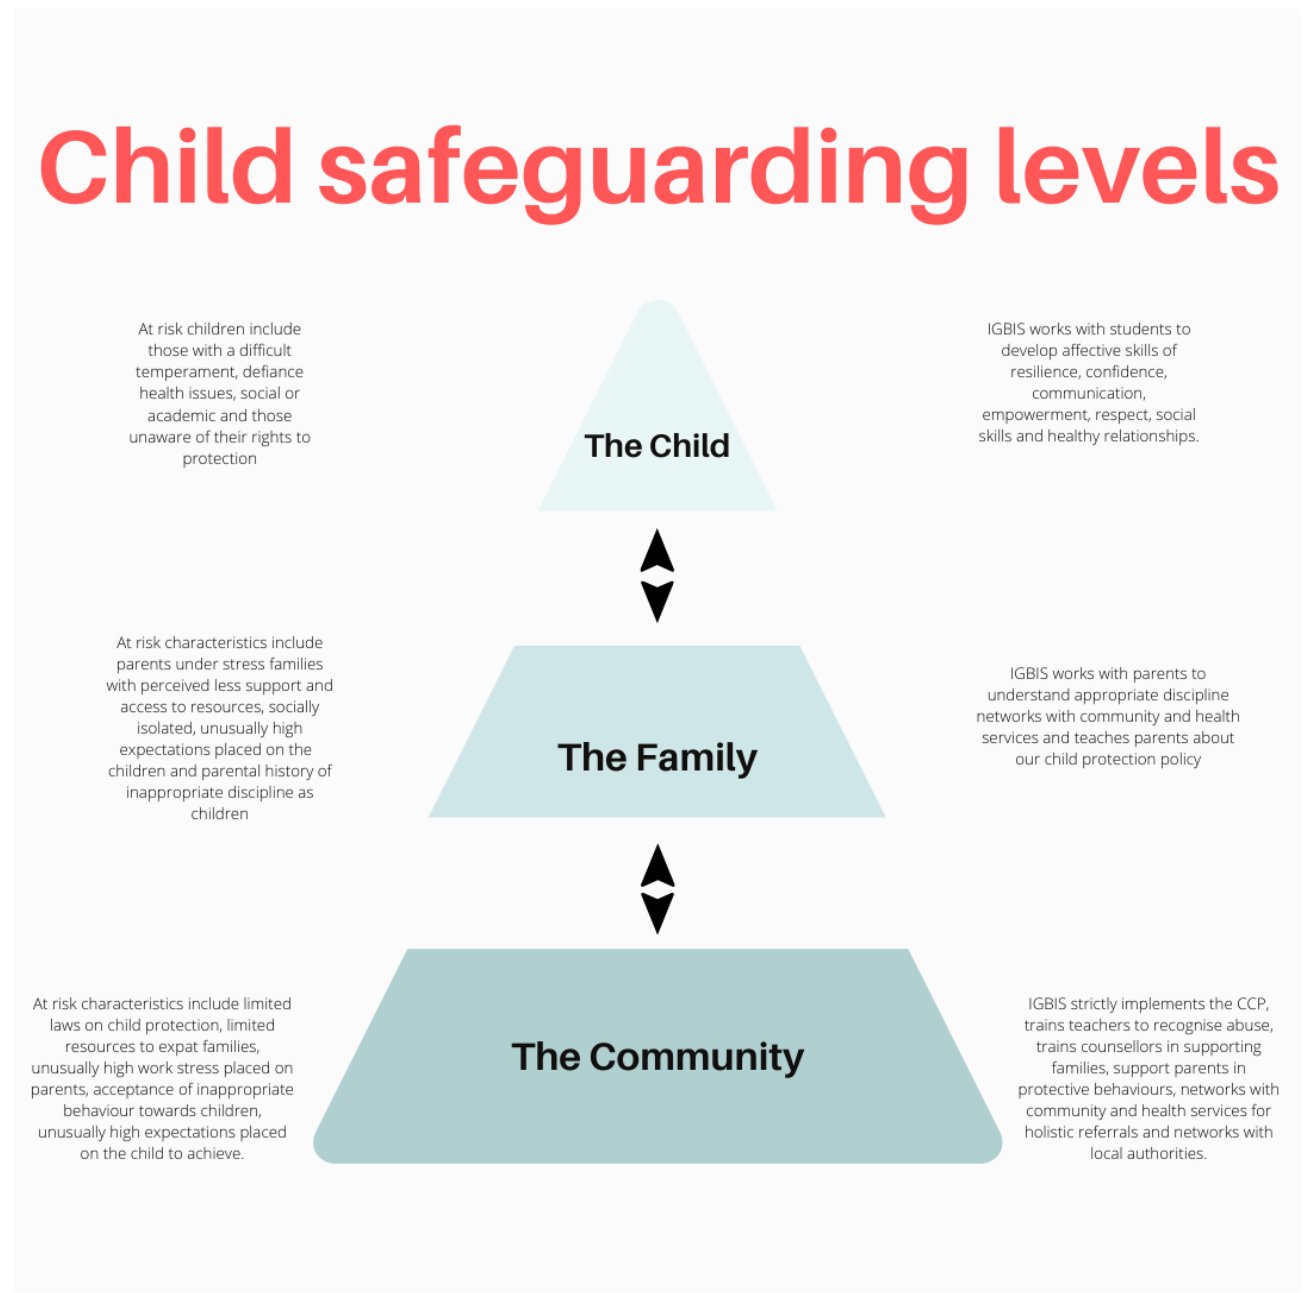 Child safeguarding levels
At risk children include
those with a difficult
temperament, defiance
health issues, social or
academic and those
unaware of their rights to
protection
The Child
IGBIS works with students to
develop affective skills of
resilience, confidence,
communication,
empowerment, respect, social
skills and healthy relationships.
At risk characteristics include
parents under stress families
with perceived less support and
access to resources, socially
isolated, unusually high
expectations placed on the
children and parental history of
inappropriate discipline as
children
The Family
IGBIS works with parents to
understand appropriate discipline
networks with community and health
services and teaches parents about
our child protection policy
At risk characteristics include limited
laws on child protection, limited
resources to expat families,
unusually high work stress placed on
parents, acceptance of inappropriate
behaviour towards children,
unusually high expectations placed
on the child to achieve.
The Community
IGBIS strictly implements the CCP,
trains teachers to recognise abuse,
trains counsellors in supporting
families, support parents in
protective behaviours, networks with
community and health services for
holistic referrals and networks with
local authorities.